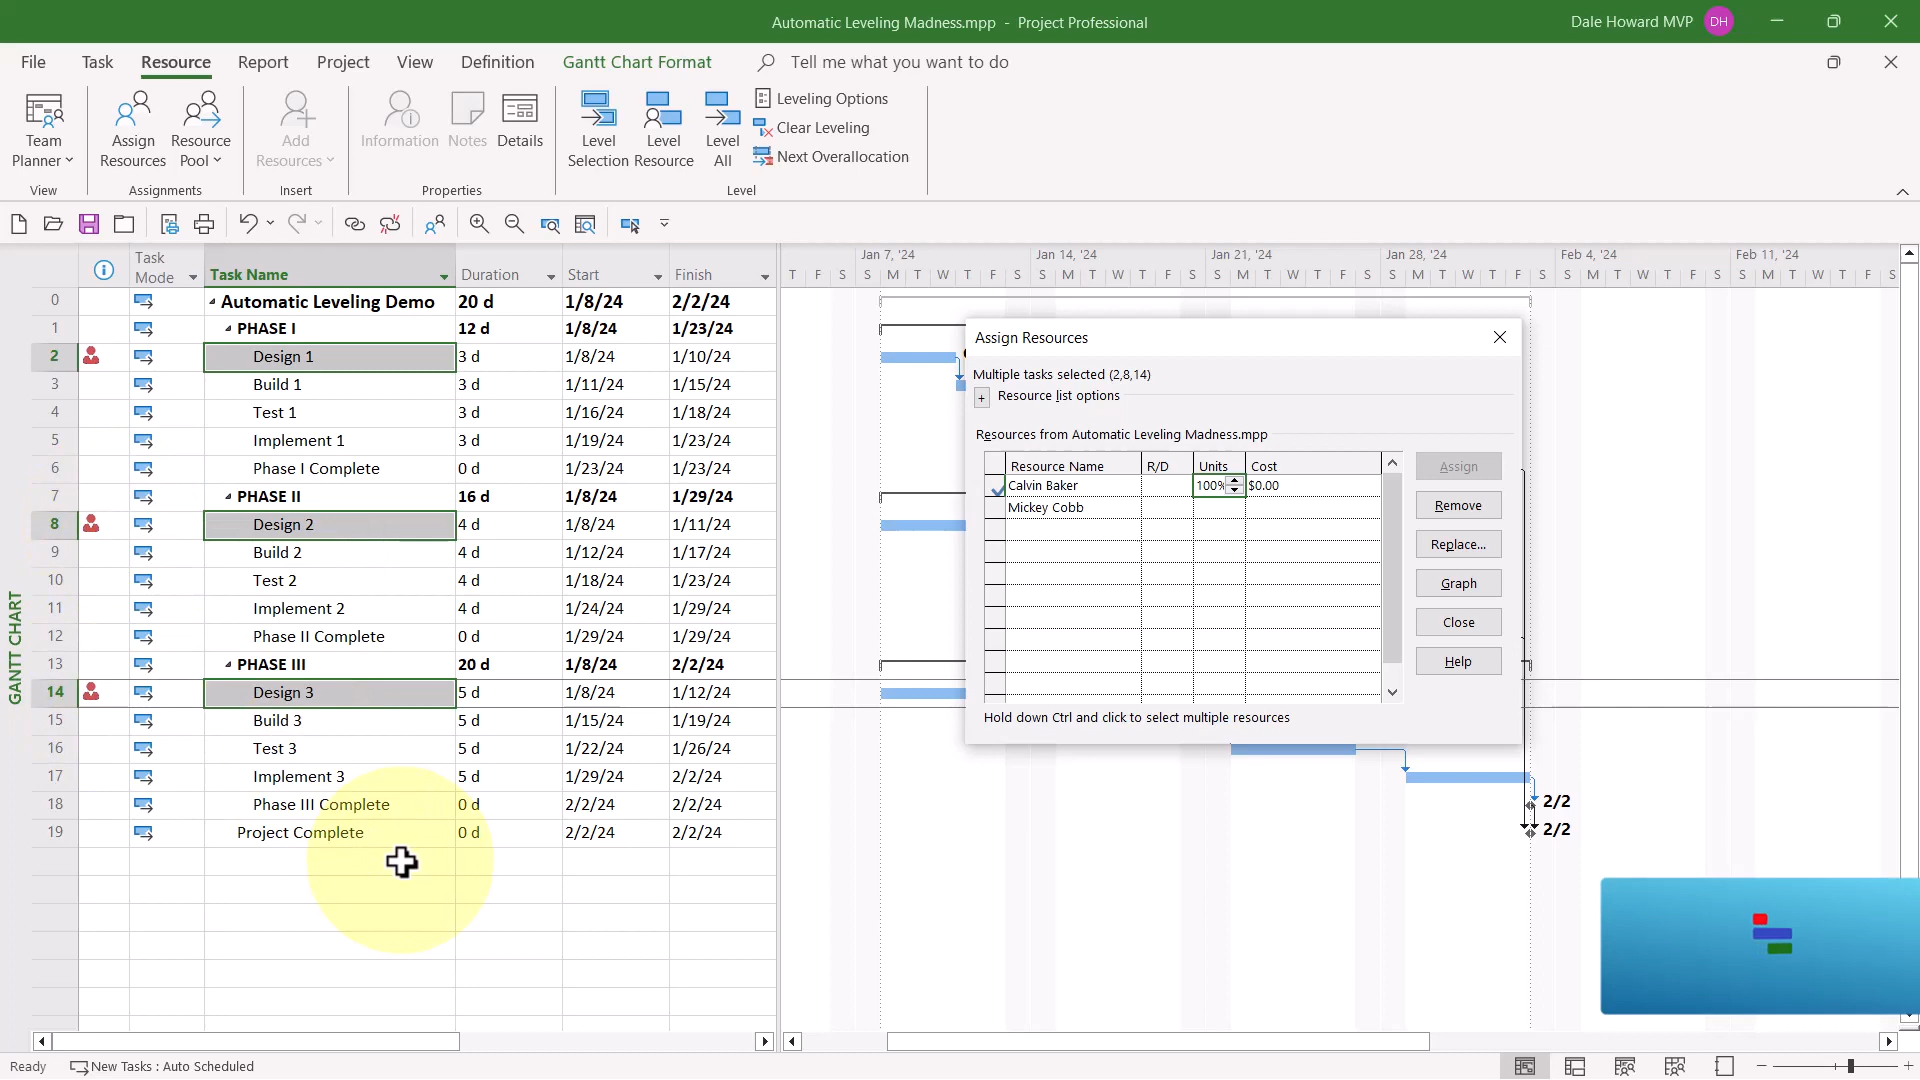 Automatic Leveling Madness.mpp - Project Professional
Dale Howard MVP DH
File Task Resource Report Project View Definition Gantt Chart Format Tell me what you want to do
Team Planner
Assign Resources
Resource Pool
Add Resources
Information
Notes
Details
Level Selection
Level Resource
Level All
Leveling Options
Clear Leveling
Next Overallocation
View Assignments Insert Properties Level
Task Mode Task Name Duration Start Finish
Jan 7, '24 Jan 14, '24 Jan 21, '24 Jan 28, '24 Feb 4, '24 Feb 11, '24
T F S S M T W T F S S M T W T F S S M T W T F S S M T W T F S S M T W T F S S M T W T F S
0 Automatic Leveling Demo 20 d 1/8/24 2/2/24
1 PHASE I 12 d 1/8/24 1/23/24
2 Design 1 3 d 1/8/24 1/10/24
3 Build 1 3 d 1/11/24 1/15/24
4 Test 1 3 d 1/16/24 1/18/24
5 Implement 1 3 d 1/19/24 1/23/24
6 Phase I Complete 0 d 1/23/24 1/23/24
7 PHASE II 16 d 1/8/24 1/29/24
8 Design 2 4 d 1/8/24 1/11/24
9 Build 2 4 d 1/12/24 1/17/24
10 Test 2 4 d 1/18/24 1/23/24
11 Implement 2 4 d 1/24/24 1/29/24
12 Phase II Complete 0 d 1/29/24 1/29/24
13 PHASE III 20 d 1/8/24 2/2/24
14 Design 3 5 d 1/8/24 1/12/24
15 Build 3 5 d 1/15/24 1/19/24
16 Test 3 5 d 1/22/24 1/26/24
17 Implement 3 5 d 1/29/24 2/2/24
18 Phase III Complete 0 d 2/2/24 2/2/24
19 Project Complete 0 d 2/2/24 2/2/24
GANTT CHART
Assign Resources
Multiple tasks selected (2,8,14)
+ Resource list options
Resources from Automatic Leveling Madness.mpp
Resource Name R/D Units Cost
Calvin Baker 100% $0.00
Mickey Cobb
Assign
Remove
Replace...
Graph
Close
Help
Hold down Ctrl and click to select multiple resources
2/2
2/2
Ready New Tasks : Auto Scheduled